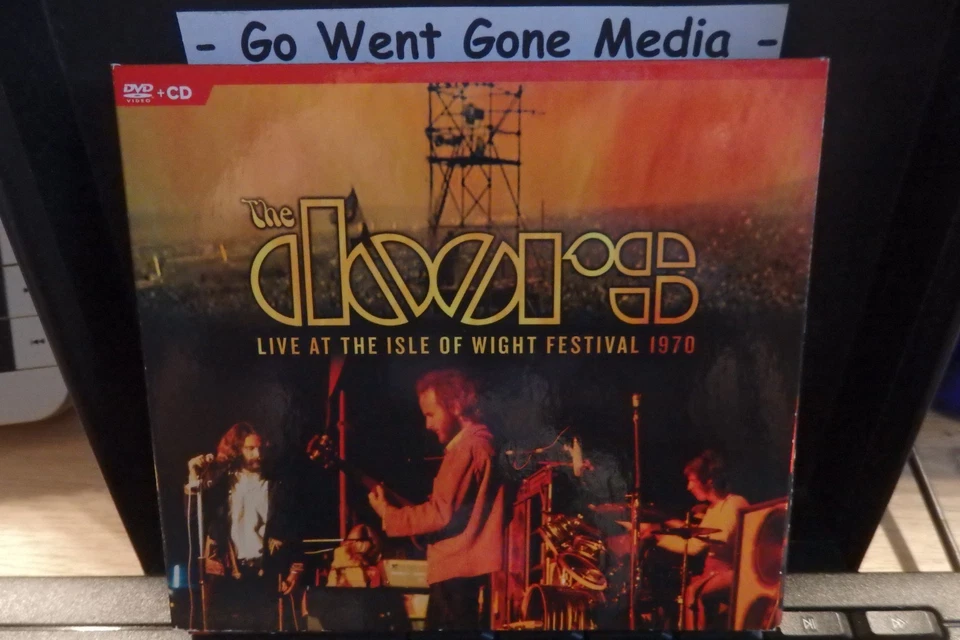 - Go Went Gone Media -
DVD VIDEO + CD
The
doors
LIVE AT THE ISLE OF WIGHT FESTIVAL 1970